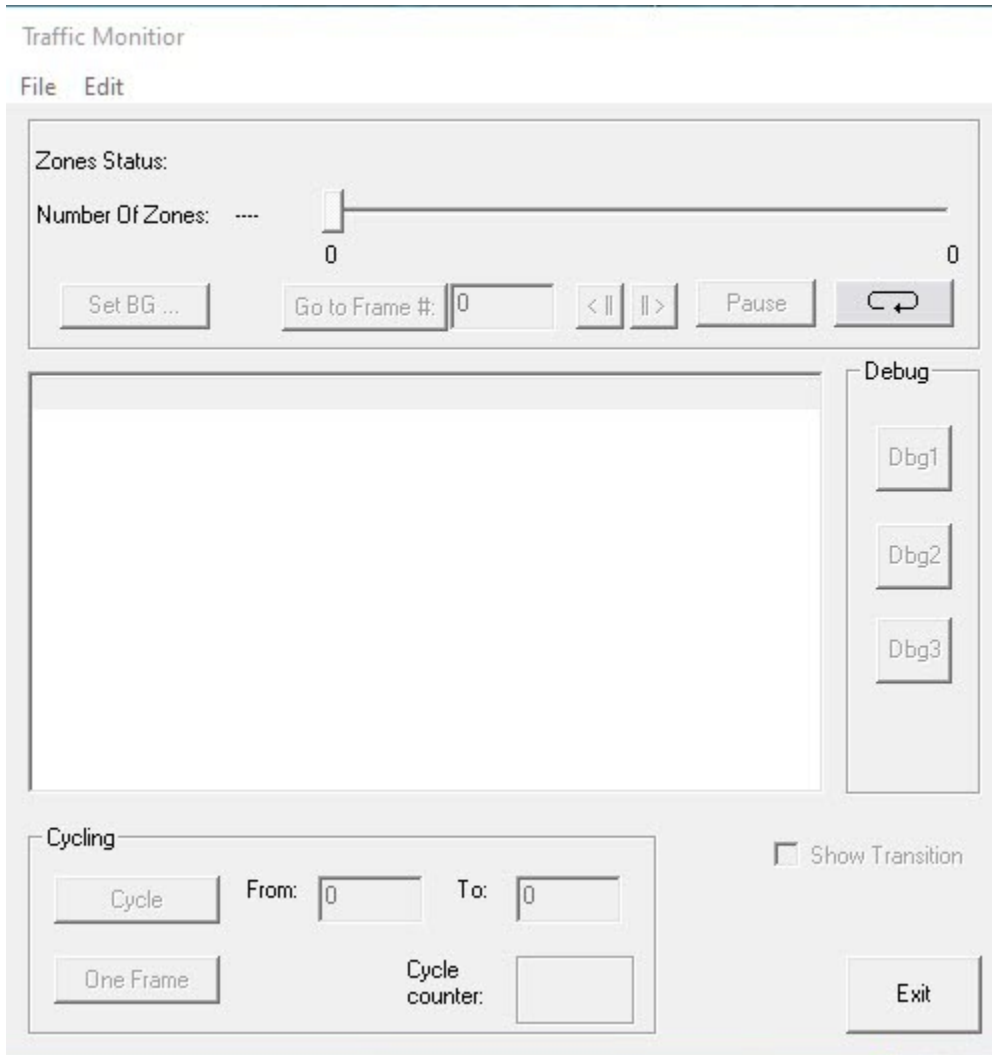 Traffic Monitior
File Edit
Zones Status:
Number Of Zones: ----
0 0
Set BG ... Go to Frame #: 0 < || || > Pause
Debug
Dbg1
Dbg2
Dbg3
Cycling
Show Transition
Cycle From: 0 To: 0
One Frame Cycle
counter:
Exit